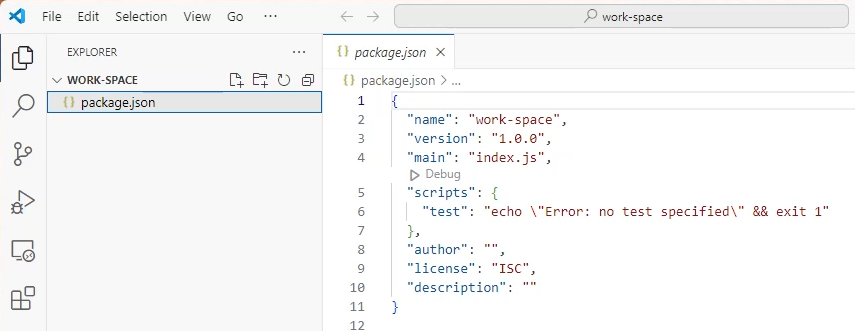 File Edit Selection View Go ··· work-space
EXPLORER ···
WORK-SPACE
{} package.json
{} package.json ×
{} package.json > ...
1 {
2 "name": "work-space",
3 "version": "1.0.0",
4 "main": "index.js",
Debug
5 "scripts": {
6 "test": "echo \"Error: no test specified\" && exit 1"
7 },
8 "author": "",
9 "license": "ISC",
10 "description": ""
11 }
12